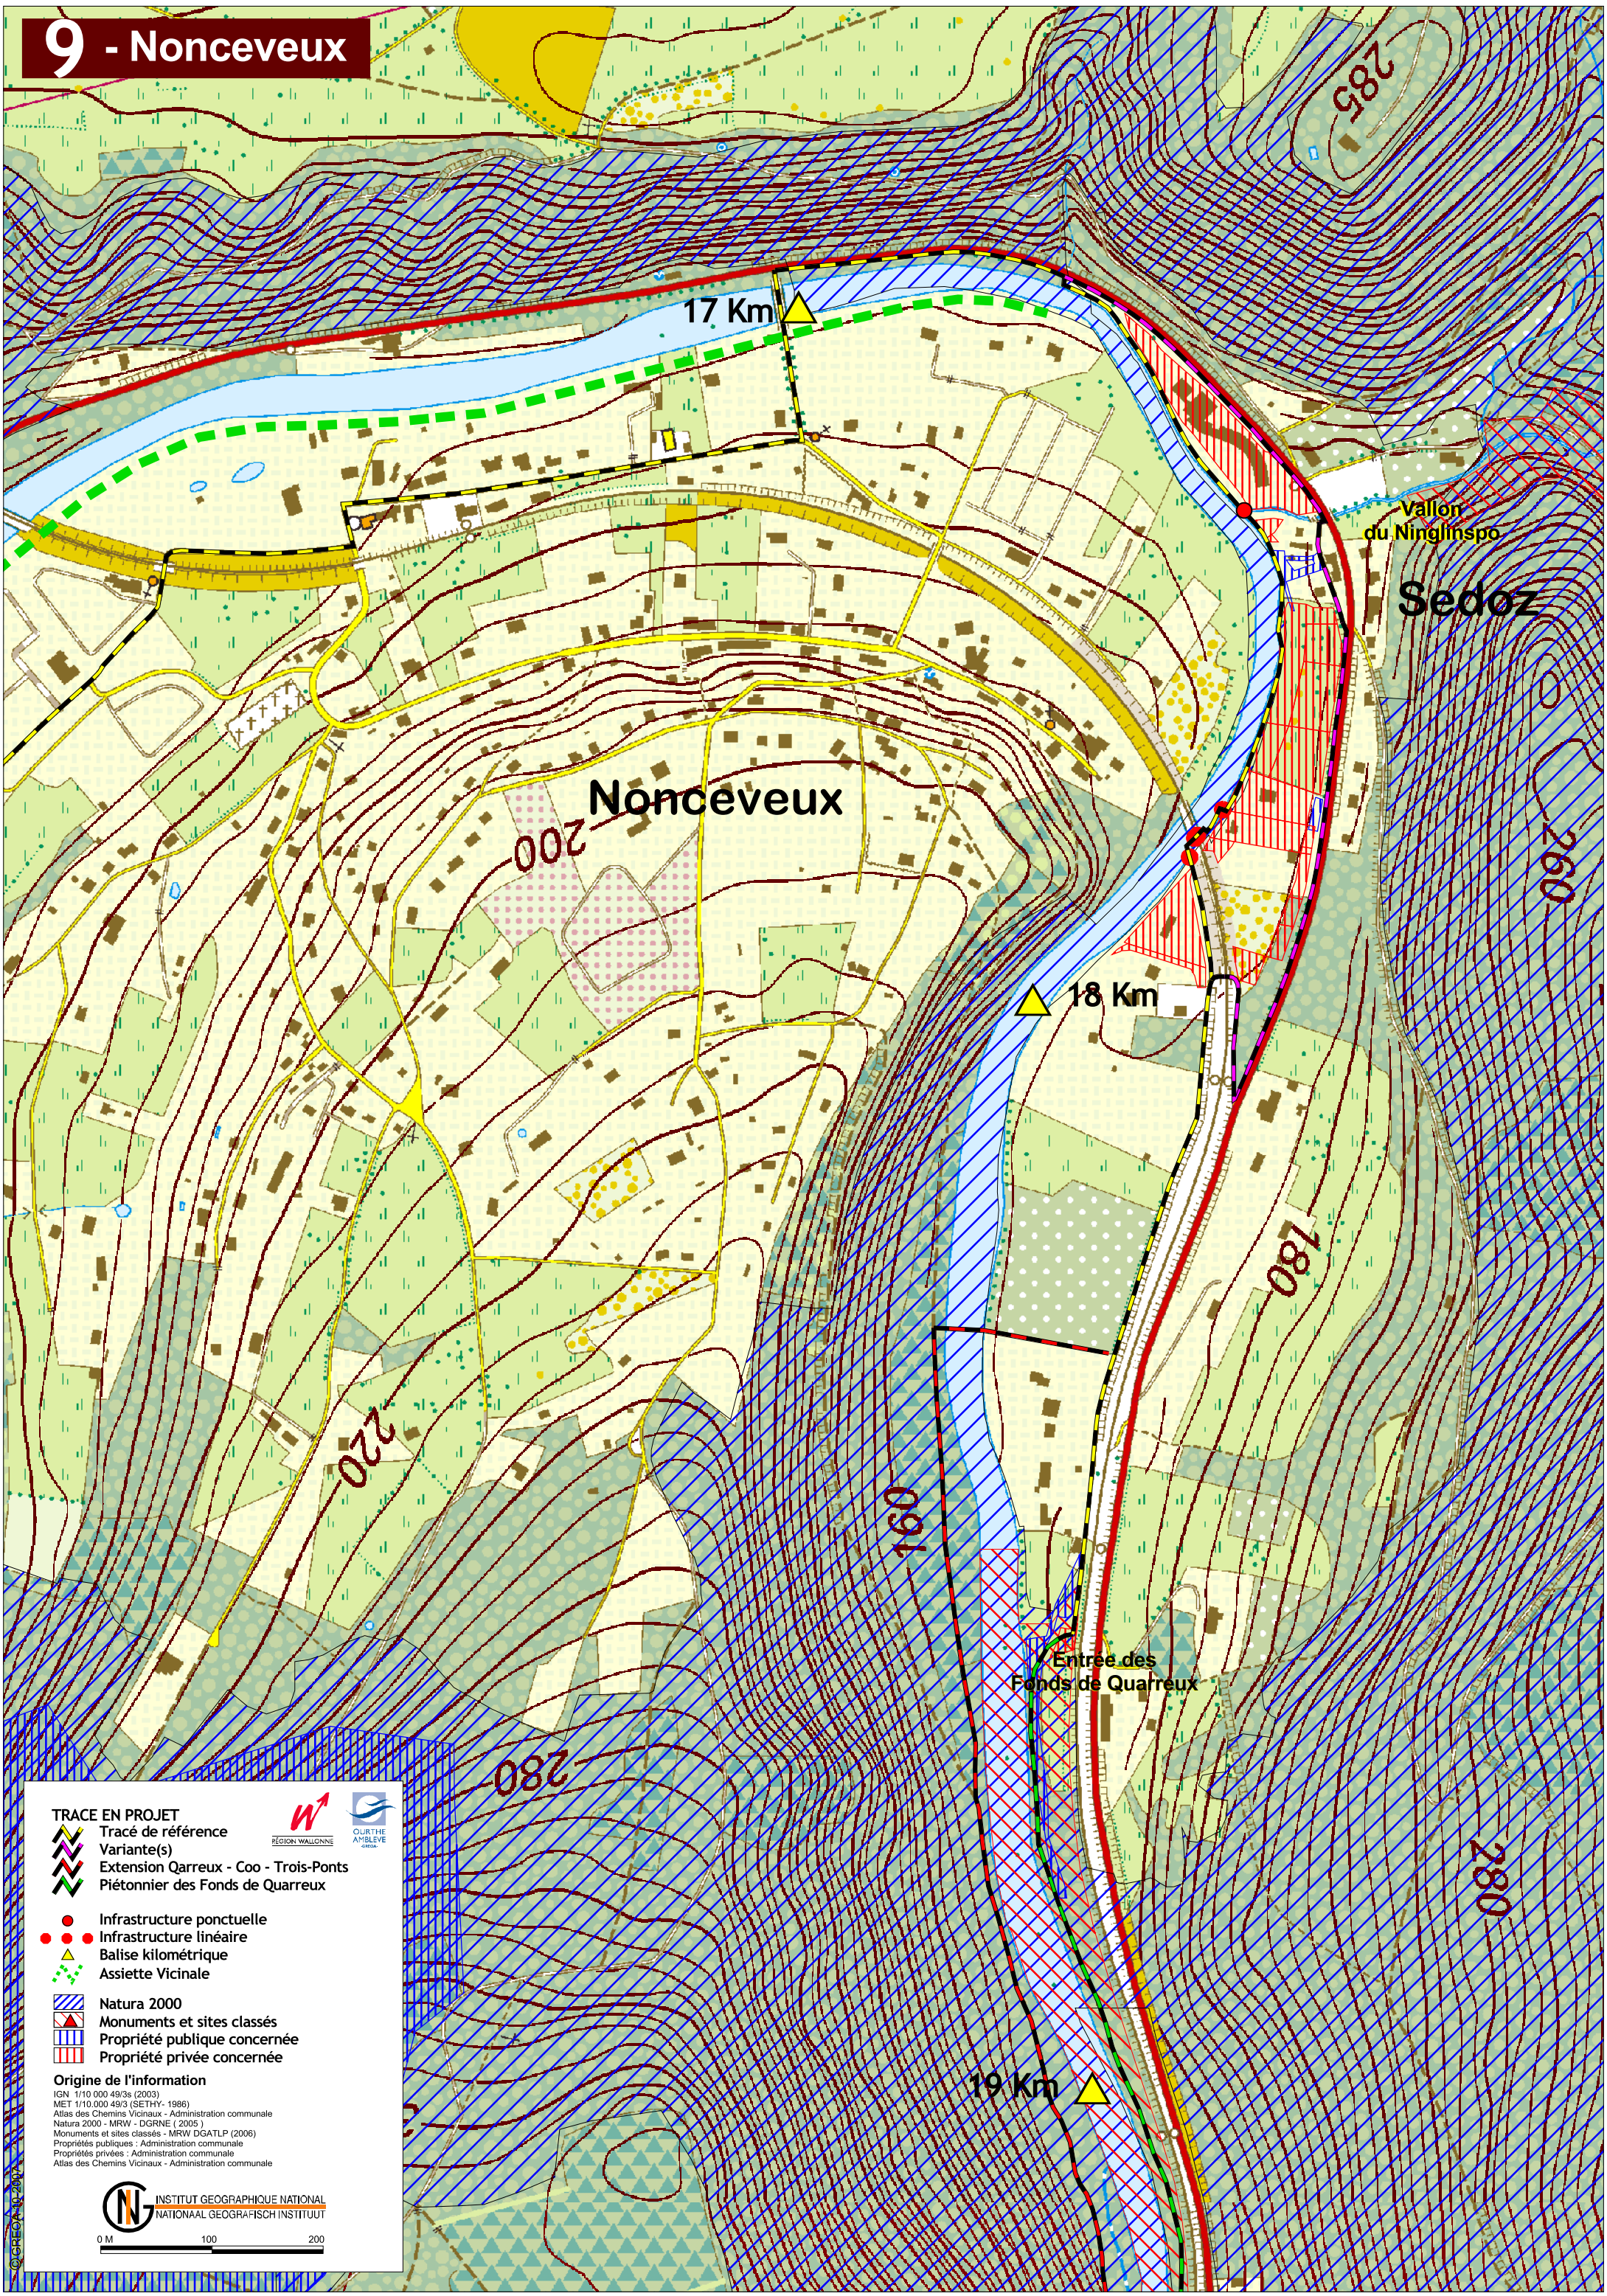 9 - Nonceveux
285
17 Km
Vallon
du Ninglinspo
Sedoz
Nonceveux
200
260
18 Km
180
220
160
Entrée des
Fonds de Quarreux
280
280
19 Km
TRACE EN PROJET
Tracé de référence
Variante(s)
Extension Qarreux - Coo - Trois-Ponts
Piétonnier des Fonds de Quarreux
RÉGION WALLONNE
OURTHE
AMBLEVE
Infrastructure ponctuelle
Infrastructure linéaire
Balise kilométrique
Assiette Vicinale
Natura 2000
Monuments et sites classés
Propriété publique concernée
Propriété privée concernée
Origine de l'information
IGN 1/10 000 49/3s (2003)
MET 1/10.000 49/3 (SETHY- 1986)
Atlas des Chemins Vicinaux - Administration communale
Natura 2000 - MRW - DGRNE ( 2005 )
Monuments et sites classés - MRW DGATLP (2006)
Propriétés publiques : Administration communale
Propriétés privées : Administration communale
Atlas des Chemins Vicinaux - Administration communale
INSTITUT GEOGRAPHIQUE NATIONAL
NATIONAAL GEOGRAFISCH INSTITUUT
0 M 100 200